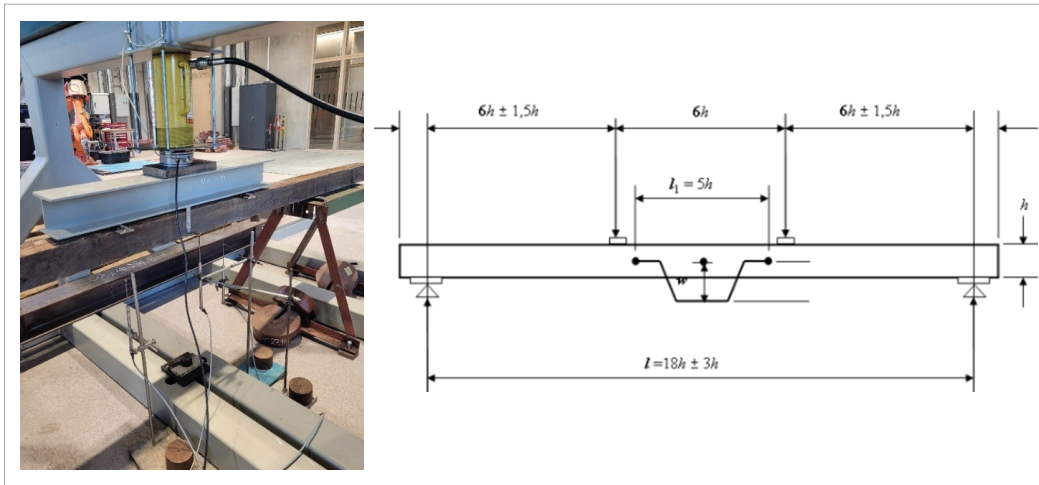 6h ± 1,5h
6h
6h ± 1,5h
l₁ = 5h
h
w
l =18h ± 3h